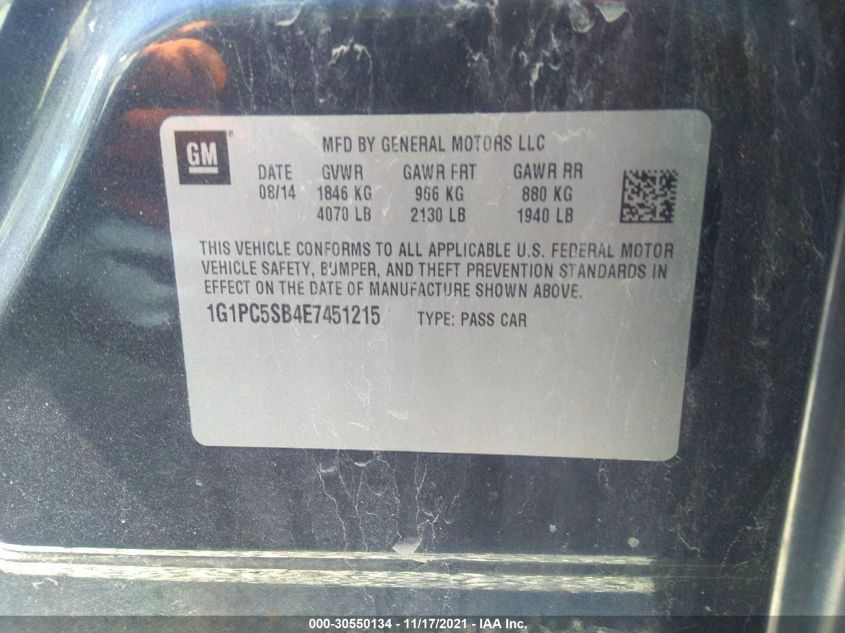 GM
MFD BY GENERAL MOTORS LLC
DATE GVWR GAWR FRT GAWR RR
08/14 1846 KG 966 KG 880 KG
4070 LB 2130 LB 1940 LB
THIS VEHICLE CONFORMS TO ALL APPLICABLE U.S. FEDERAL MOTOR
VEHICLE SAFETY, BUMPER, AND THEFT PREVENTION STANDARDS IN
EFFECT ON THE DATE OF MANUFACTURE SHOWN ABOVE.
1G1PC5SB4E7451215 TYPE: PASS CAR
000-30550134 - 11/17/2021 - IAA Inc.